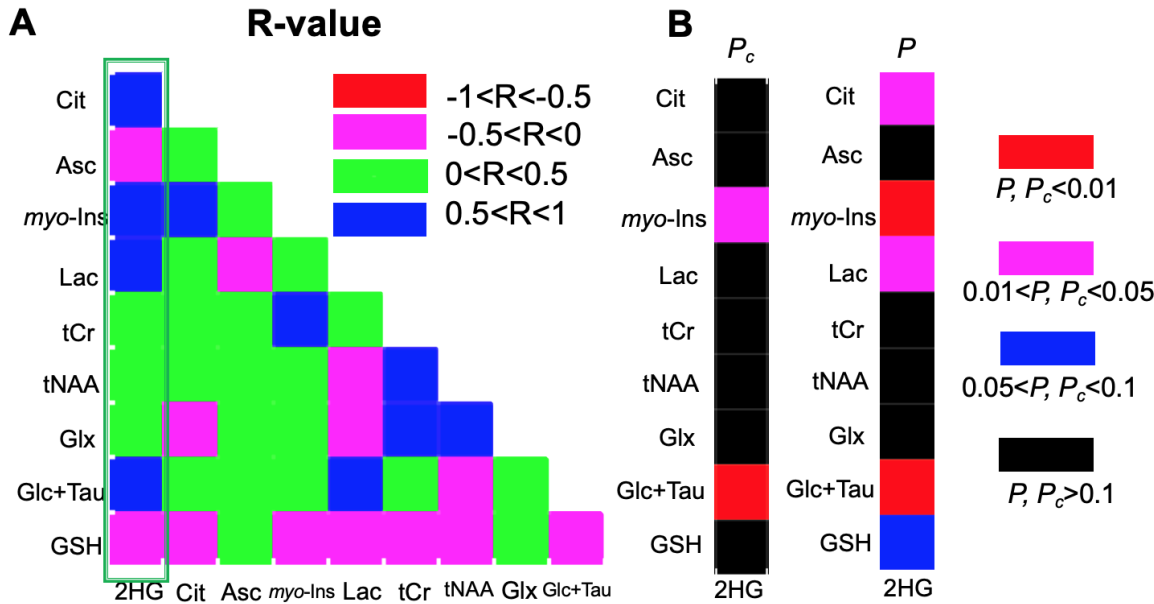 A
R-value
Cit
Asc
myo-Ins
Lac
tCr
tNAA
Glx
Glc+Tau
GSH
2HG Cit Asc myo-Ins Lac tCr tNAA Glx Glc+Tau
-1<R<-0.5
-0.5<R<0
0<R<0.5
0.5<R<1
B
Pc
Cit
Asc
myo-Ins
Lac
tCr
tNAA
Glx
Glc+Tau
GSH
2HG
P
Cit
Asc
myo-Ins
Lac
tCr
tNAA
Glx
Glc+Tau
GSH
2HG
P, Pc<0.01
0.01<P, Pc<0.05
0.05<P, Pc<0.1
P, Pc>0.1